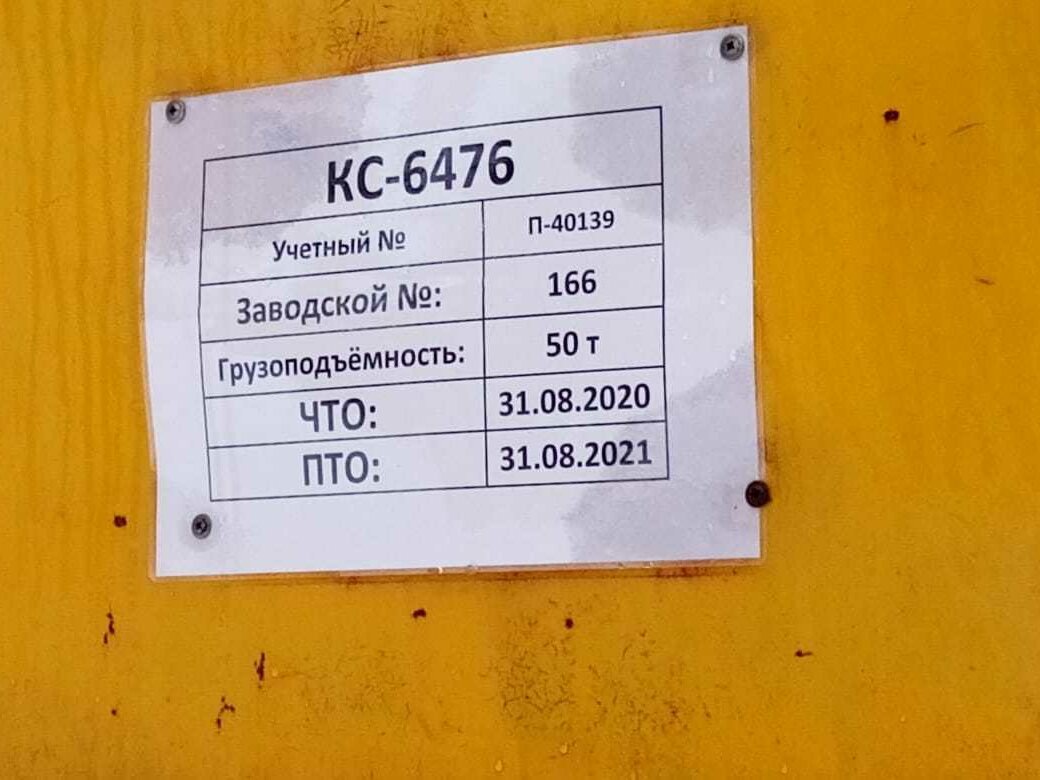 КС-6476
Учетный № П-40139
Заводской №: 166
Грузоподъёмность: 50 т
ЧТО: 31.08.2020
ПТО: 31.08.2021